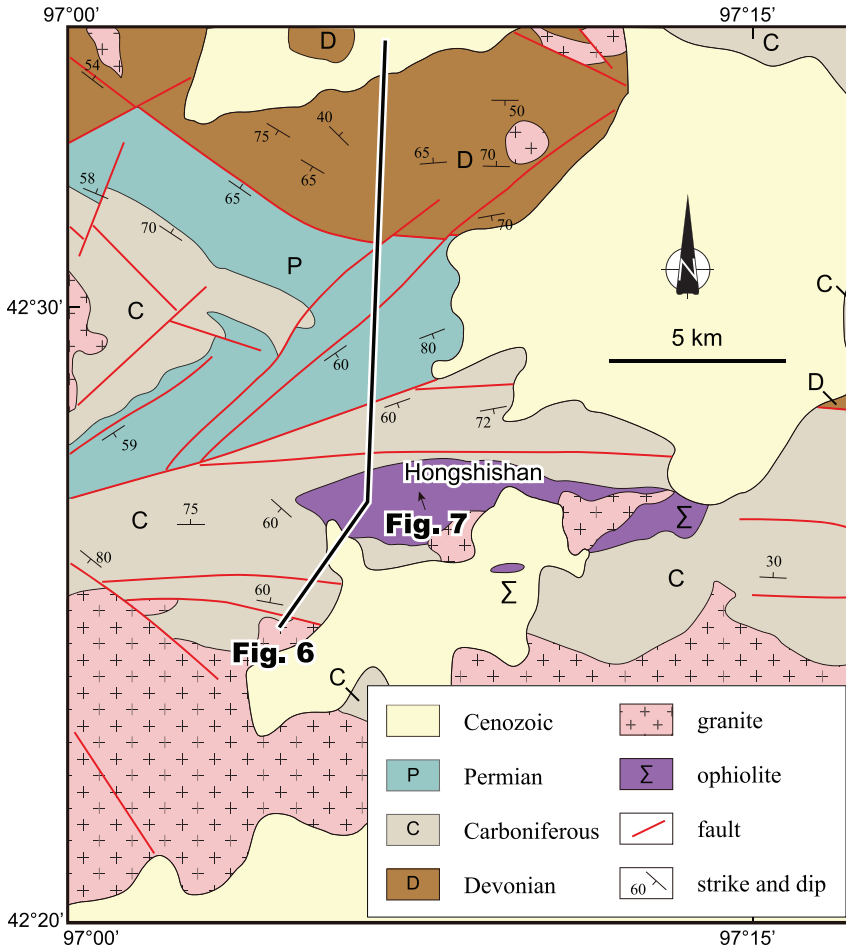 97°00′ 97°15′
D C
54
40 50
75
65 65 D 70
58 65
70 70
P
C C
42°30′
N
5 km
80
60
D
60 72
59
Hongshishan
C 75 60 Fig. 7 Σ
80 30
C
60 Σ
Fig. 6
C
Cenozoic granite
P Permian Σ ophiolite
C Carboniferous fault
D Devonian 60 strike and dip
42°20′
97°00′ 97°15′